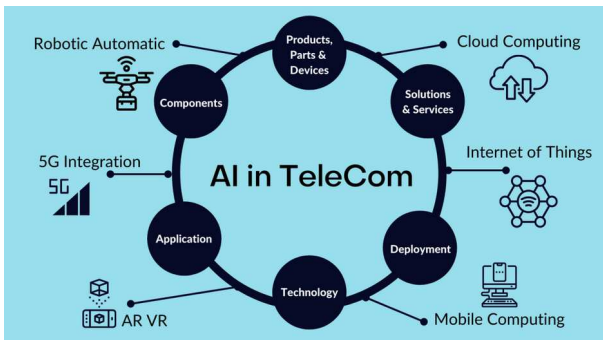 Robotic Automatic
Products,
Parts &
Devices
Cloud Computing
Components
Solutions
& Services
5G Integration
5G
AI in TeleCom
Internet of Things
Application
Deployment
Technology
AR VR
Mobile Computing